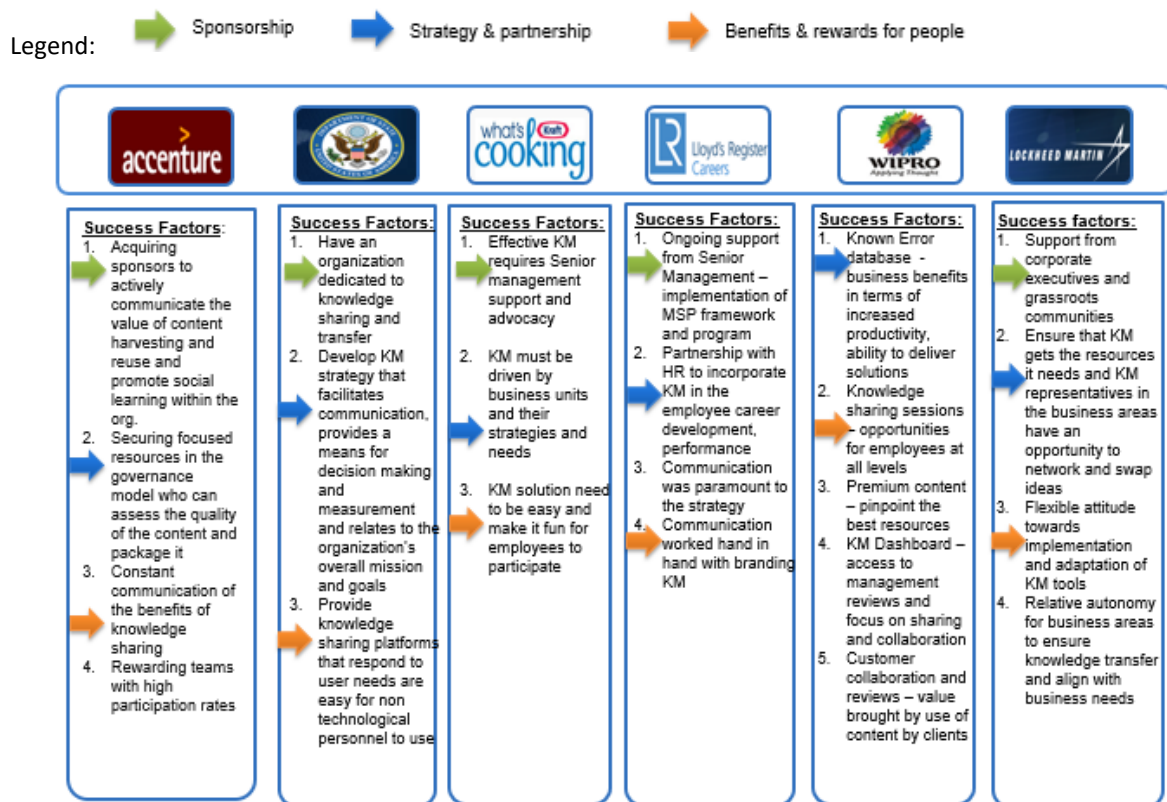 Legend:
Sponsorship
Strategy & partnership
Benefits & rewards for people
accenture
DEPARTMENT OF STATE
UNITED STATES OF AMERICA
what's
Kraft
cooking
LR
Lloyd's Register
Careers
WIPRO
Applying Thought
LOCKHEED MARTIN
Success Factors:
1. Acquiring
sponsors to
actively
communicate the
value of content
harvesting and
reuse and
promote social
learning within the
org.
2. Securing focused
resources in the
governance
model who can
assess the quality
of the content and
package it
3. Constant
communication of
the benefits of
knowledge
sharing
4. Rewarding teams
with high
participation rates
Success Factors:
1. Have an
organization
dedicated to
knowledge
sharing and
transfer
2. Develop KM
strategy that
facilitates
communication,
provides a
means for
decision making
and
measurement
and relates to the
organization's
overall mission
and goals
3. Provide
knowledge
sharing platforms
that respond to
user needs are
easy for non
technological
personnel to use
Success Factors:
1. Effective KM
requires Senior
management
support and
advocacy
2. KM must be
driven by
business units
and their
strategies and
needs
3. KM solution need
to be easy and
make it fun for
employees to
participate
Success Factors:
1. Ongoing support
from Senior
Management –
implementation of
MSP framework
and program
2. Partnership with
HR to incorporate
KM in the
employee career
development,
performance
3. Communication
was paramount to
the strategy
4. Communication
worked hand in
hand with branding
KM
Success Factors:
1. Known Error
database -
business benefits
in terms of
increased
productivity,
ability to deliver
solutions
2. Knowledge
sharing sessions
– opportunities
for employees at
all levels
3. Premium content
– pinpoint the
best resources
4. KM Dashboard –
access to
management
reviews and
focus on sharing
and collaboration
5. Customer
collaboration and
reviews – value
brought by use of
content by clients
Success factors:
1. Support from
corporate
executives and
grassroots
communities
2. Ensure that KM
gets the resources
it needs and KM
representatives in
the business areas
have an
opportunity to
network and swap
ideas
3. Flexible attitude
towards
implementation
and adaptation of
KM tools
4. Relative autonomy
for business areas
to ensure
knowledge transfer
and align with
business needs